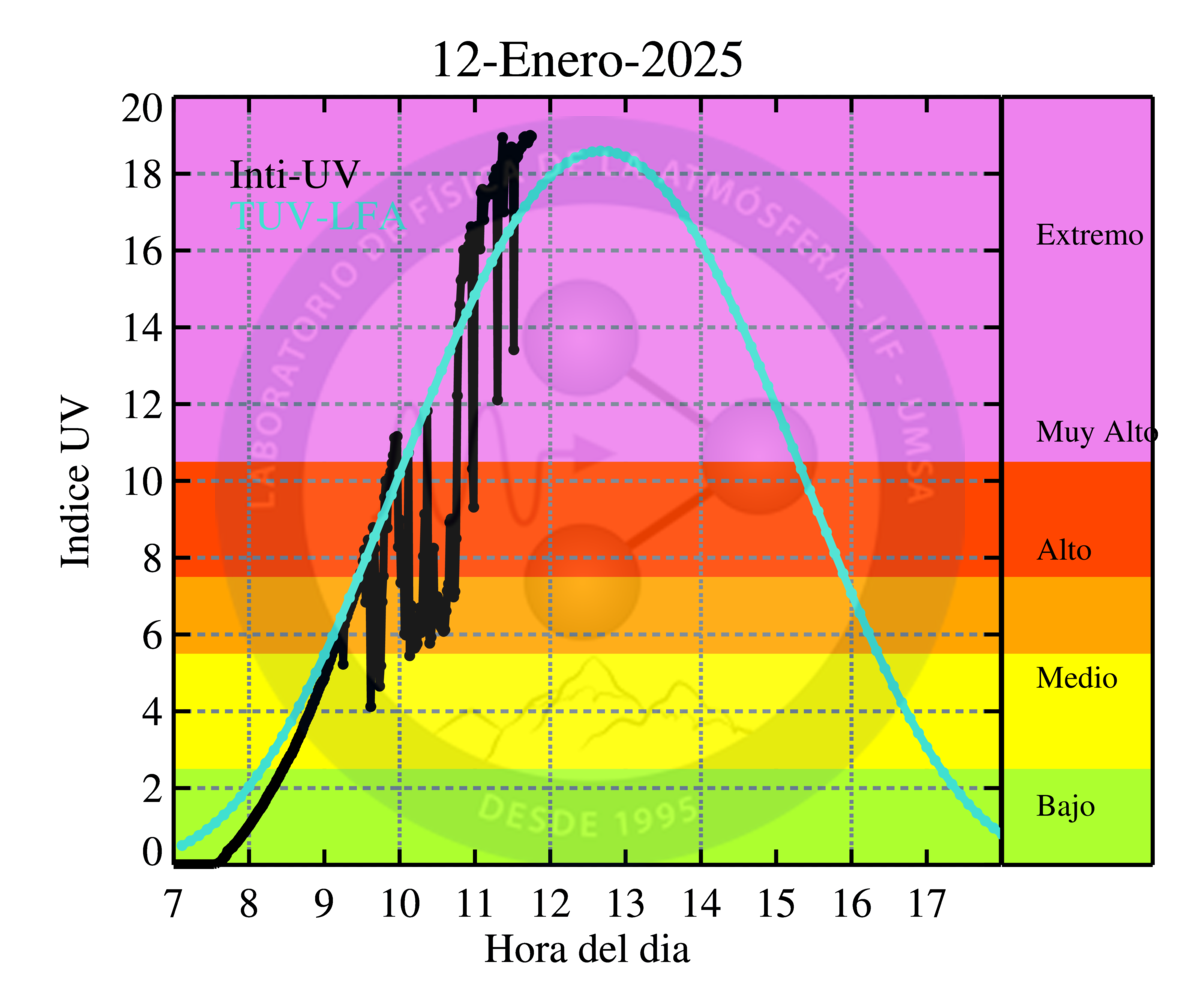 12-Enero-2025
20
18
16
14
12
10
8
6
4
2
0
Indice UV
Inti-UV
TUV-LFA
LABORATORIO DE FÍSICA DE LA ATMÓSFERA - IIF - UMSA
DESDE 1995
Extremo
Muy Alto
Alto
Medio
Bajo
7 8 9 10 11 12 13 14 15 16 17
Hora del dia